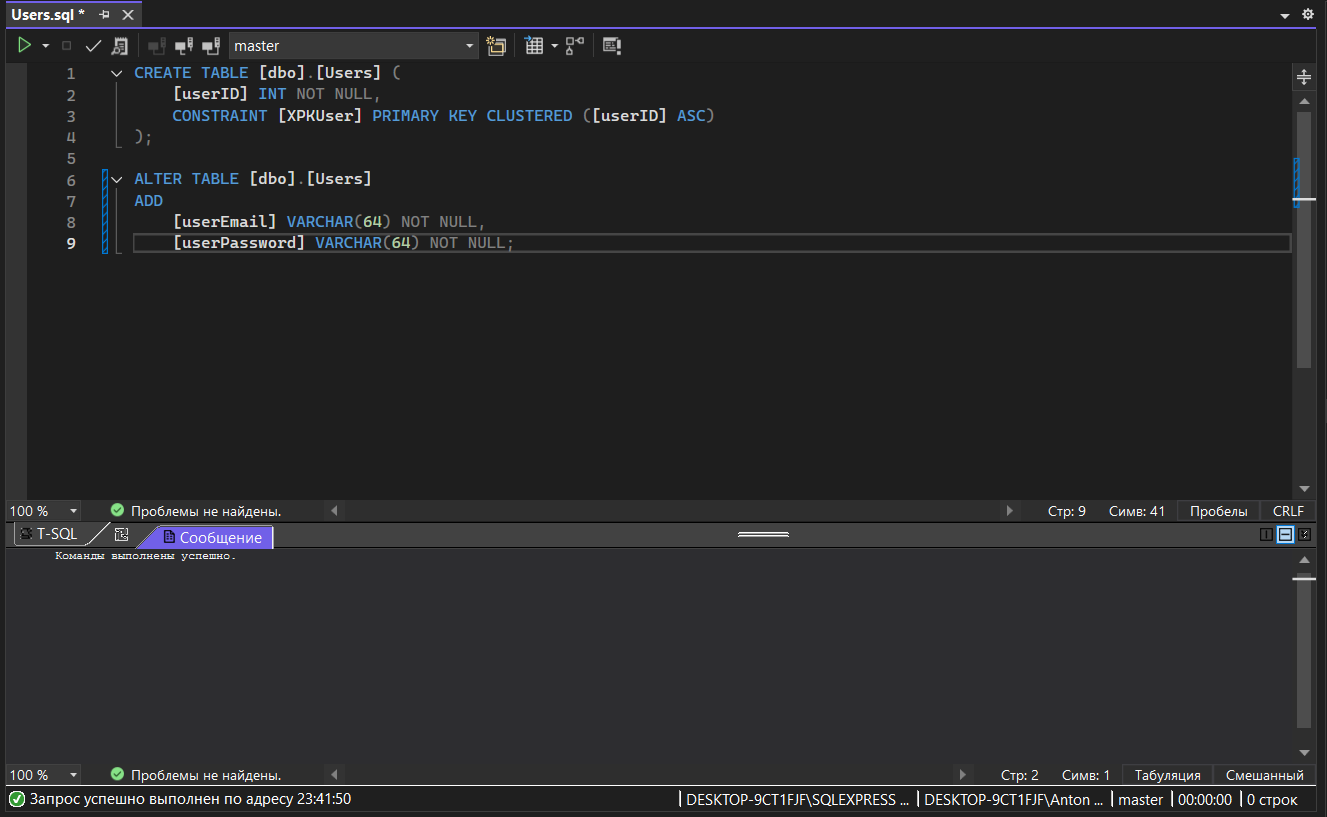 Users.sql *
master
1 CREATE TABLE [dbo].[Users] (
2 [userID] INT NOT NULL,
3 CONSTRAINT [XPKUser] PRIMARY KEY CLUSTERED ([userID] ASC)
4 );
5
6 ALTER TABLE [dbo].[Users]
7 ADD
8 [userEmail] VARCHAR(64) NOT NULL,
9 [userPassword] VARCHAR(64) NOT NULL;
100 % Проблемы не найдены. Стр: 9 Симв: 41 Пробелы CRLF
T-SQL Сообщение
Команды выполнены успешно.
100 % Проблемы не найдены. Стр: 2 Симв: 1 Табуляция Смешанный
Запрос успешно выполнен по адресу 23:41:50 DESKTOP-9CT1FJF\SQLEXPRESS ... DESKTOP-9CT1FJF\Anton ... master 00:00:00 0 строк